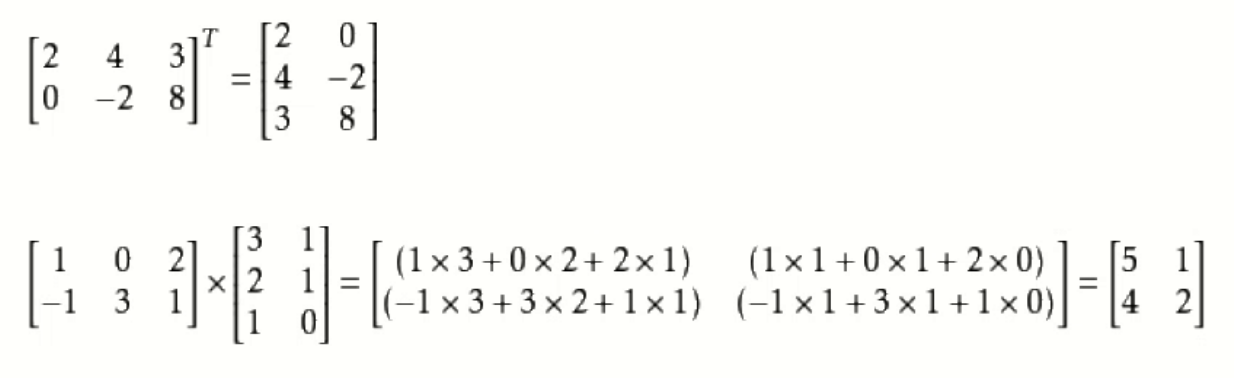 [2 4 3; 0 −2 8]^T = [2 0; 4 −2; 3 8]
[1 0 2; −1 3 1] × [3 1; 2 1; 1 0] = [(1×3+0×2+2×1) (1×1+0×1+2×0); (−1×3+3×2+1×1) (−1×1+3×1+1×0)] = [5 1; 4 2]